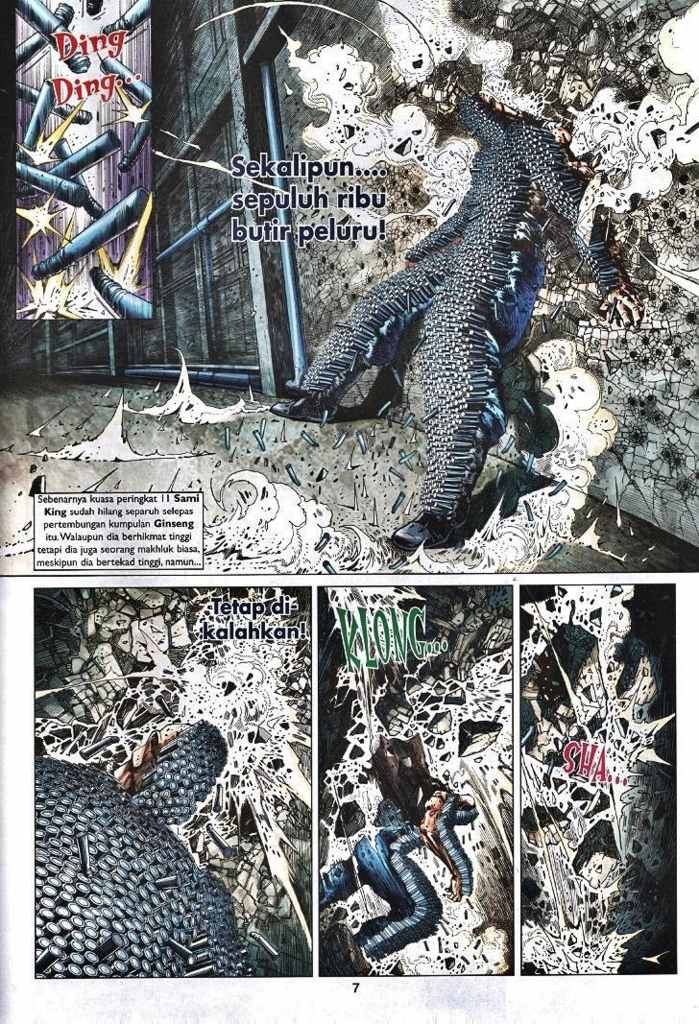 Ding
Ding...
Sekalipun....
sepuluh ribu
butir peluru!
Sebenarnya kuasa peringkat 11 Sami
King sudah hilang separuh selepas
pertembungan kumpulan Ginseng
itu. Walaupun dia berhikmat tinggi
tetapi dia juga seorang makhluk biasa,
meskipun dia bertekad tinggi, namun...
Tetap di-
kalahkan!
KLONG...
SHA...
7